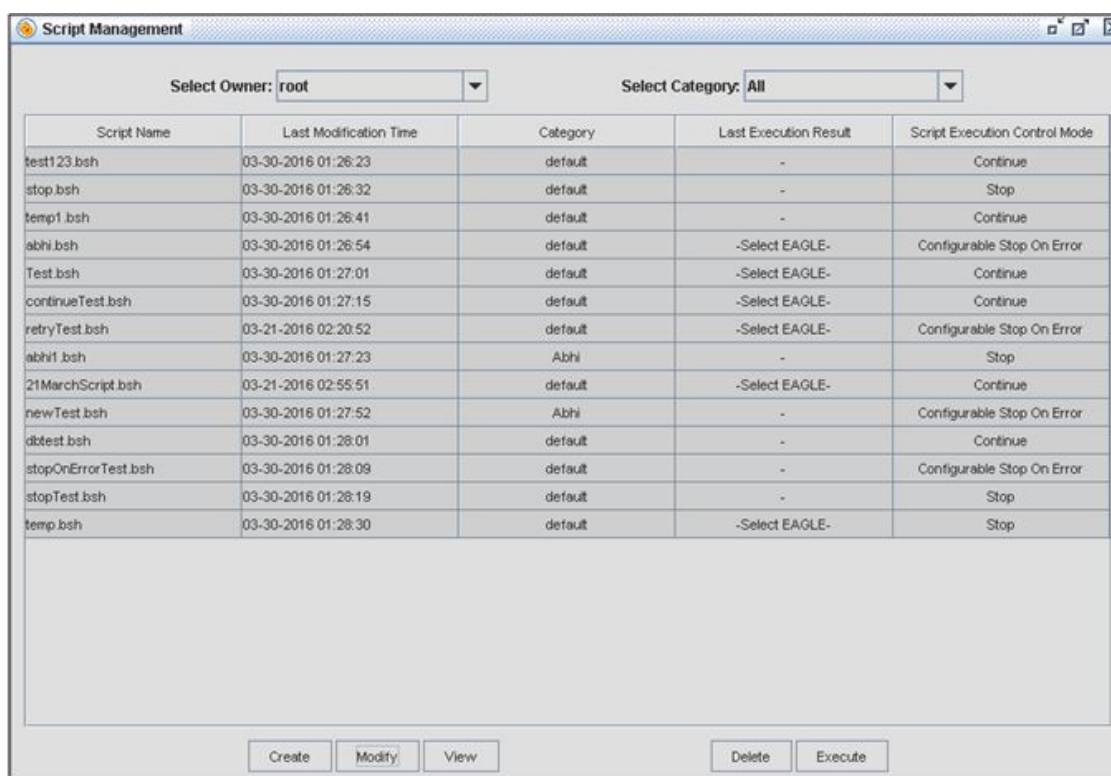 Script Management
Select Owner: root Select Category: All
Script Name Last Modification Time Category Last Execution Result Script Execution Control Mode
test123.bsh 03-30-2016 01:26:23 default - Continue
stop.bsh 03-30-2016 01:26:32 default - Stop
temp1.bsh 03-30-2016 01:26:41 default - Continue
abhi.bsh 03-30-2016 01:26:54 default -Select EAGLE- Configurable Stop On Error
Test.bsh 03-30-2016 01:27:01 default -Select EAGLE- Continue
continueTest.bsh 03-30-2016 01:27:15 default -Select EAGLE- Continue
retryTest.bsh 03-21-2016 02:20:52 default -Select EAGLE- Configurable Stop On Error
abhi1.bsh 03-30-2016 01:27:23 Abhi - Stop
21MarchScript.bsh 03-21-2016 02:55:51 default -Select EAGLE- Continue
newTest.bsh 03-30-2016 01:27:52 Abhi - Configurable Stop On Error
dbtest.bsh 03-30-2016 01:28:01 default - Continue
stopOnErrorTest.bsh 03-30-2016 01:28:09 default - Configurable Stop On Error
stopTest.bsh 03-30-2016 01:28:19 default - Stop
temp.bsh 03-30-2016 01:28:30 default -Select EAGLE- Stop
Create Modify View Delete Execute